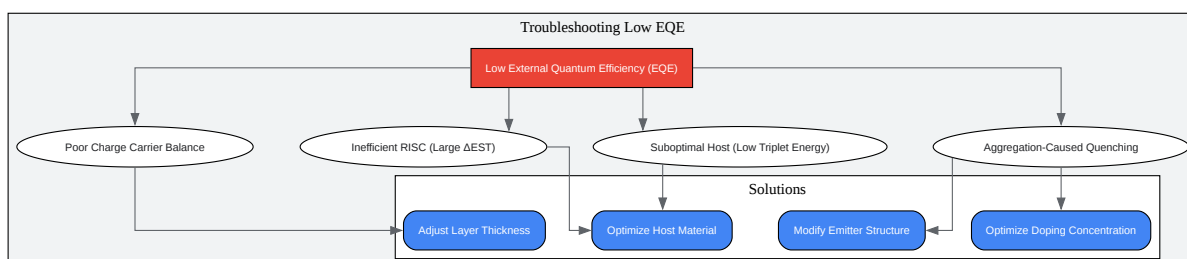 Troubleshooting Low EQE
Low External Quantum Efficiency (EQE)
Poor Charge Carrier Balance
Inefficient RISC (Large ΔEST)
Suboptimal Host (Low Triplet Energy)
Aggregation-Caused Quenching
Solutions
Adjust Layer Thickness
Optimize Host Material
Modify Emitter Structure
Optimize Doping Concentration